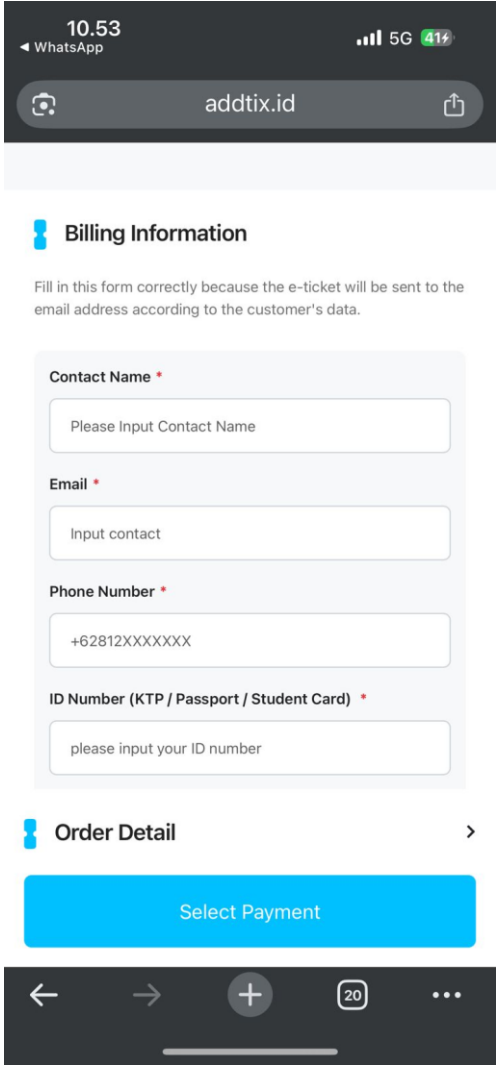 10.53
◀ WhatsApp
5G 41
addtix.id
Billing Information
Fill in this form correctly because the e-ticket will be sent to the
email address according to the customer's data.
Contact Name *
Please Input Contact Name
Email *
Input contact
Phone Number *
+62812XXXXXXX
ID Number (KTP / Passport / Student Card) *
please input your ID number
Order Detail
Select Payment
20